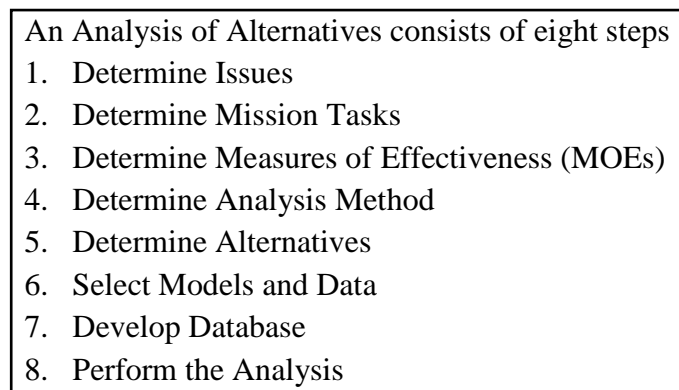 An Analysis of Alternatives consists of eight steps
1. Determine Issues
2. Determine Mission Tasks
3. Determine Measures of Effectiveness (MOEs)
4. Determine Analysis Method
5. Determine Alternatives
6. Select Models and Data
7. Develop Database
8. Perform the Analysis